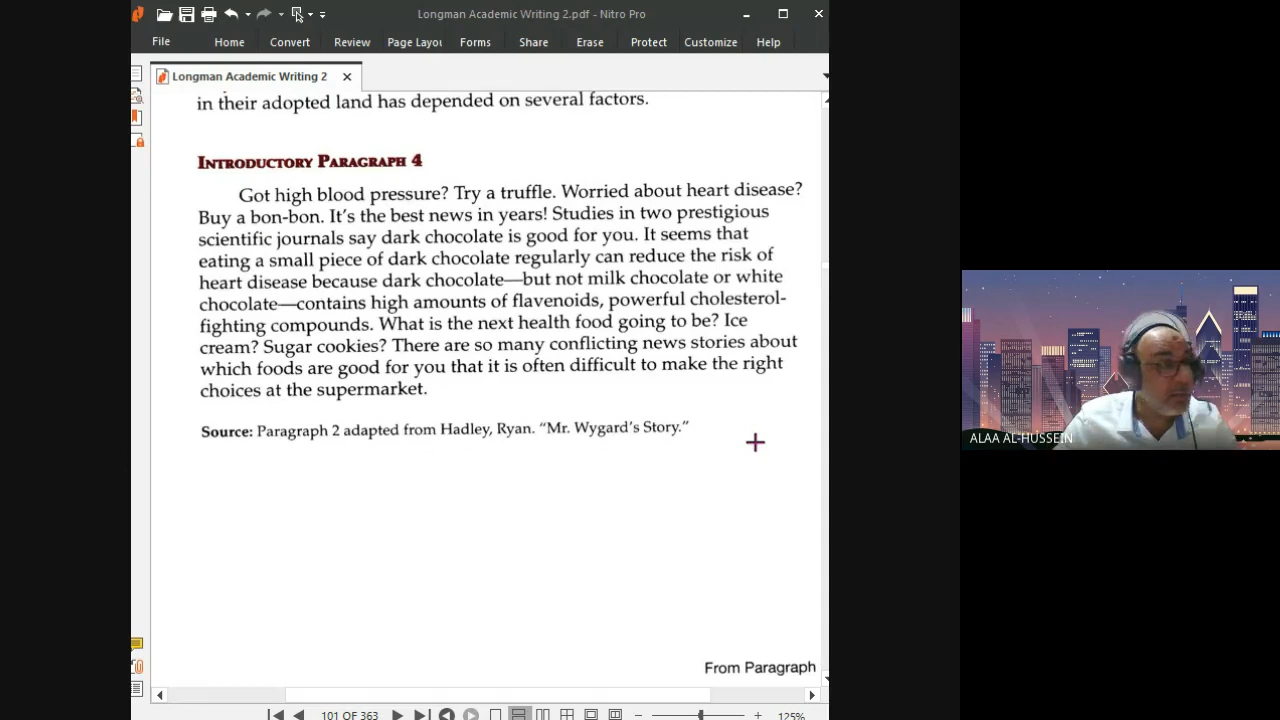 Longman Academic Writing 2.pdf - Nitro Pro
File Home Convert Review Page Layou Forms Share Erase Protect Customize Help
Longman Academic Writing 2
in their adopted land has depended on several factors.
INTRODUCTORY PARAGRAPH 4
Got high blood pressure? Try a truffle. Worried about heart disease?
Buy a bon-bon. It's the best news in years! Studies in two prestigious
scientific journals say dark chocolate is good for you. It seems that
eating a small piece of dark chocolate regularly can reduce the risk of
heart disease because dark chocolate—but not milk chocolate or white
chocolate—contains high amounts of flavenoids, powerful cholesterol-
fighting compounds. What is the next health food going to be? Ice
cream? Sugar cookies? There are so many conflicting news stories about
which foods are good for you that it is often difficult to make the right
choices at the supermarket.
Source: Paragraph 2 adapted from Hadley, Ryan. “Mr. Wygard's Story.”
ALAA AL-HUSSEIN
From Paragraph
101 OF 363
125%